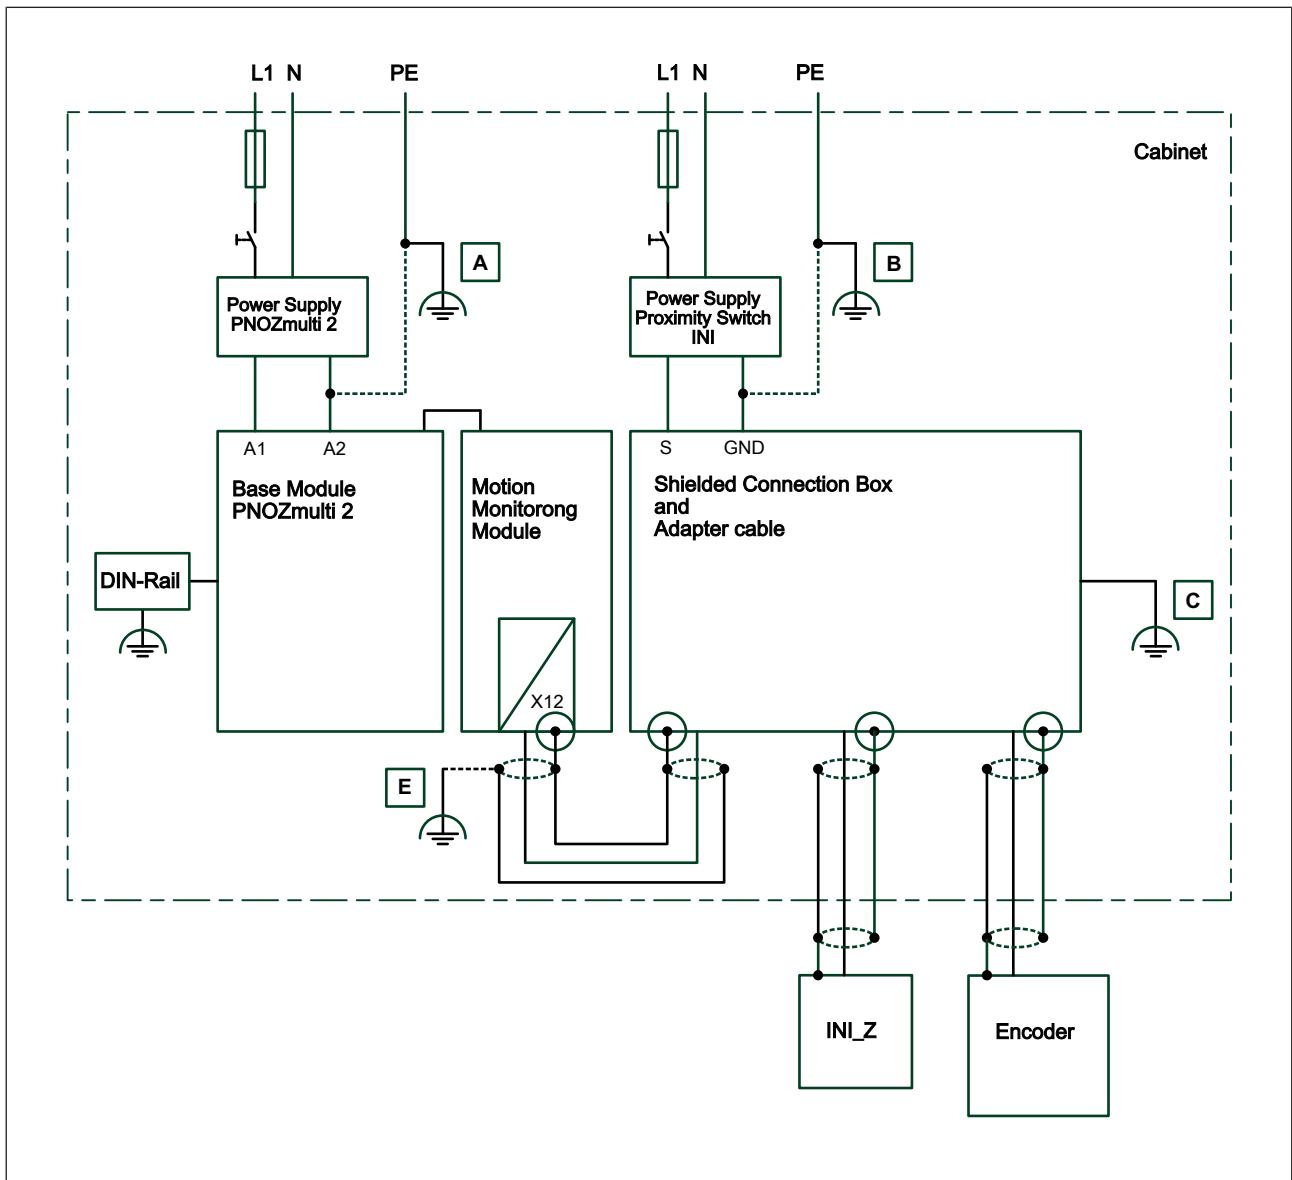 L1 N PE L1 N PE
Cabinet
A B
Power Supply
PNOZmulti 2
Power Supply
Proximity Switch
INI
A1 A2 S GND
Base Module
PNOZmulti 2
Motion
Monitorong
Module
Shielded Connection Box
and
Adapter cable
DIN-Rail
C
X12
E
INI_Z
Encoder